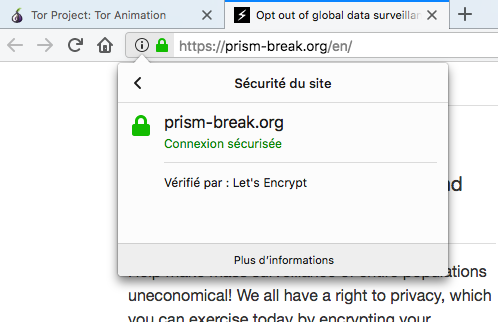 Tor Project: Tor Animation
Opt out of global data surveillan
https://prism-break.org/en/
Sécurité du site
prism-break.org
Connexion sécurisée
Vérifié par : Let's Encrypt
nd
Plus d'informations
uneconomical! We all have a right to privacy, which
you can exercise today by encrypting your